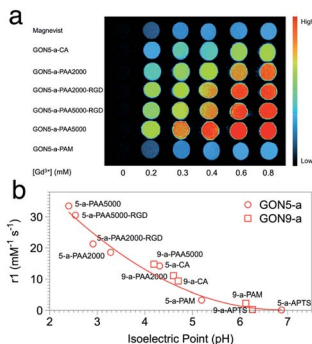 a
High
Magnevist
GON5-a-CA
GON5-a-PAA2000
GON5-a-PAA2000-RGD
GON5-a-PAA5000-RGD
GON5-a-PAA5000
GON5-a-PAM
Low
[Gd³⁺] (mM) 0 0.2 0.3 0.4 0.6 0.8
b
5-a-PAA5000
GON5-a
5-a-PAA5000-RGD
GON9-a
5-a-PAA2000-RGD
9-a-PAA5000
5-a-PAA2000
5-a-CA
9-a-PAA2000
9-a-CA
5-a-PAM
9-a-PAM
5-a-APTS
9-a-APTS
r1 (mM⁻¹ s⁻¹)
30
20
10
0
2 3 4 5 6 7
Isoelectric Point (pH)